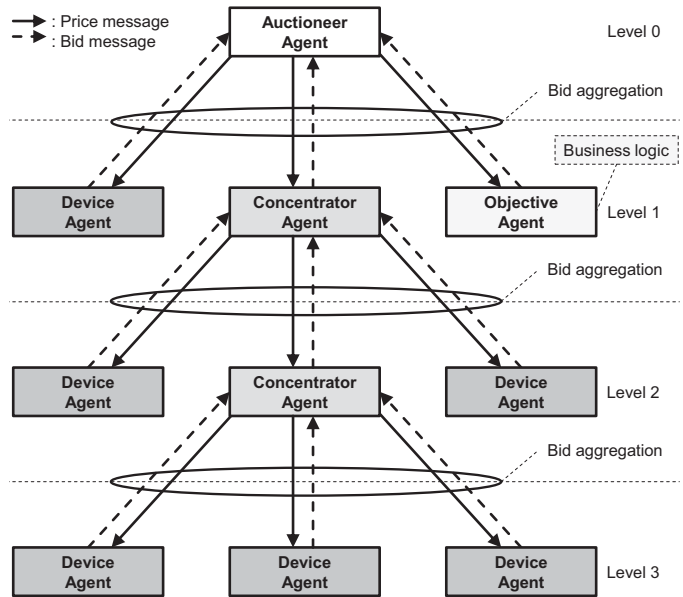 : Price message
: Bid message
Auctioneer
Agent
Level 0
Bid aggregation
Business logic
Device
Agent
Concentrator
Agent
Objective
Agent
Level 1
Bid aggregation
Device
Agent
Concentrator
Agent
Device
Agent
Level 2
Bid aggregation
Device
Agent
Device
Agent
Device
Agent
Level 3